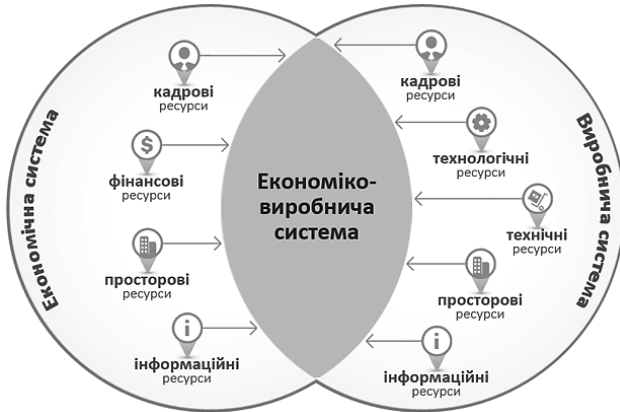 Економічна система
кадрові
ресурси
$
фінансові
ресурси
просторові
ресурси
i
інформаційні
ресурси
Економіко-
виробнича
система
кадрові
ресурси
технологічні
ресурси
технічні
ресурси
просторові
ресурси
i
інформаційні
ресурси
Виробнича система